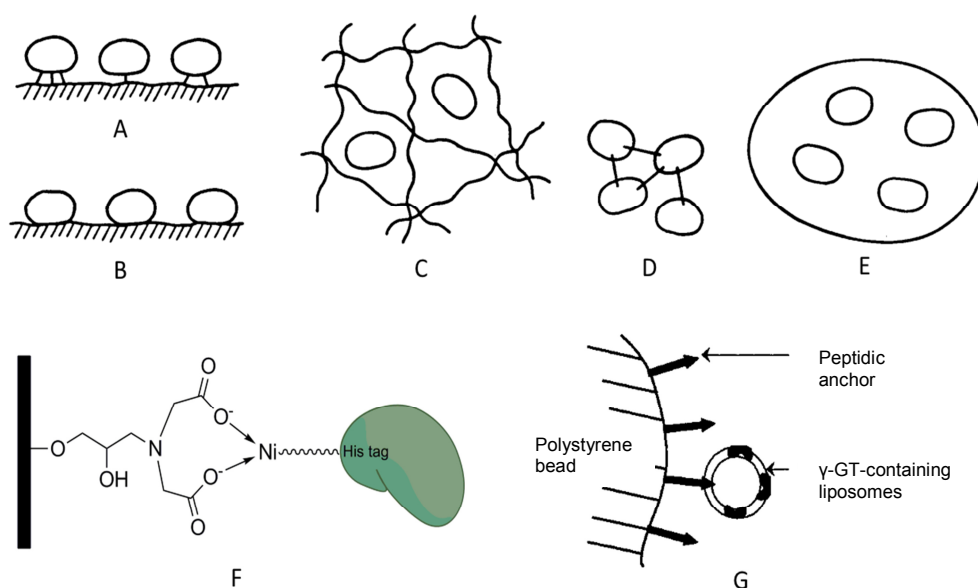 A
B
C
D
E
O
O
O-
N
OH
O-
O
Ni
His tag
F
Peptidic
anchor
Polystyrene
bead
γ-GT-containing
liposomes
G